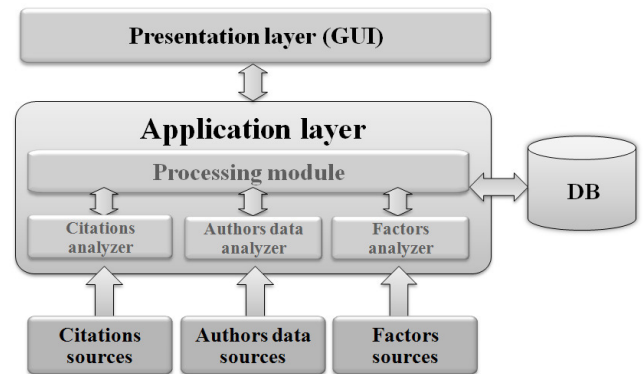 Presentation layer (GUI)
Application layer
Processing module
DB
Citations
analyzer
Authors data
analyzer
Factors
analyzer
Citations
sources
Authors data
sources
Factors
sources